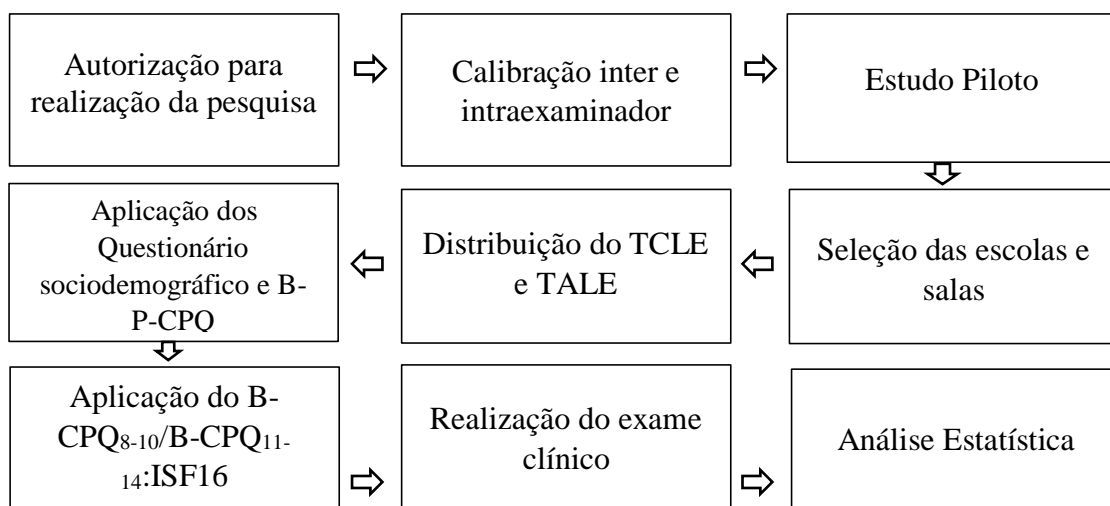 Autorização para
realização da pesquisa
Calibração inter e
intraexaminador
Estudo Piloto
Seleção das escolas e
salas
Distribuição do TCLE
e TALE
Aplicação dos
Questionário
sociodemográfico e B-
P-CPQ
Aplicação do B-
CPQ8-10/B-CPQ11-
14:ISF16
Realização do exame
clínico
Análise Estatística